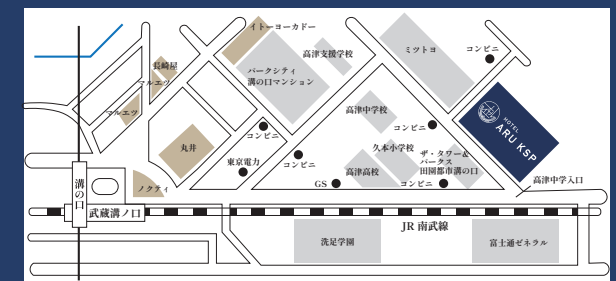 イトーヨーカドー
高津支援学校
ミツトヨ
コンビニ
長崎屋
マルエツ
パークシティ
溝の口マンション
マルエツ
高津中学校
HOTEL
ARU KSP
コンビニ
コンビニ
丸井
久本小学校
ザ・タワー&
パークス
田園都市溝の口
東京電力
コンビニ
高津高校
高津中学入口
ノクティ
GS
コンビニ
溝の口
武蔵溝ノ口
JR 南武線
洗足学園
富士通ゼネラル